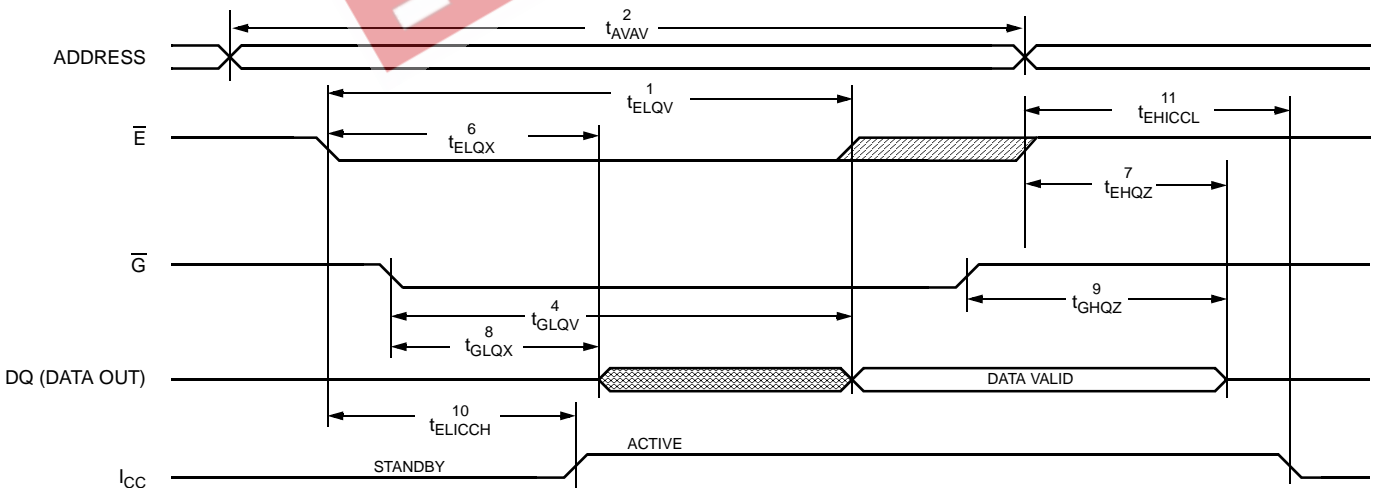 2
tAVAV
ADDRESS
1
tELQV
11
tEHICCL
E
6
tELQX
7
tEHQZ
G
9
tGHQZ
4
tGLQV
8
tGLQX
DQ (DATA OUT)
DATA VALID
10
tELICCH
ACTIVE
STANDBY
ICC